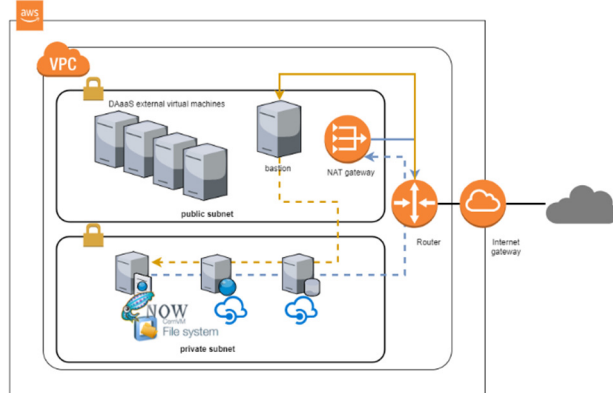 aws
VPC
DAaaS external virtual machines
bastion
NAT gateway
public subnet
Router
Internet
gateway
NOW
CernVM
File system
private subnet